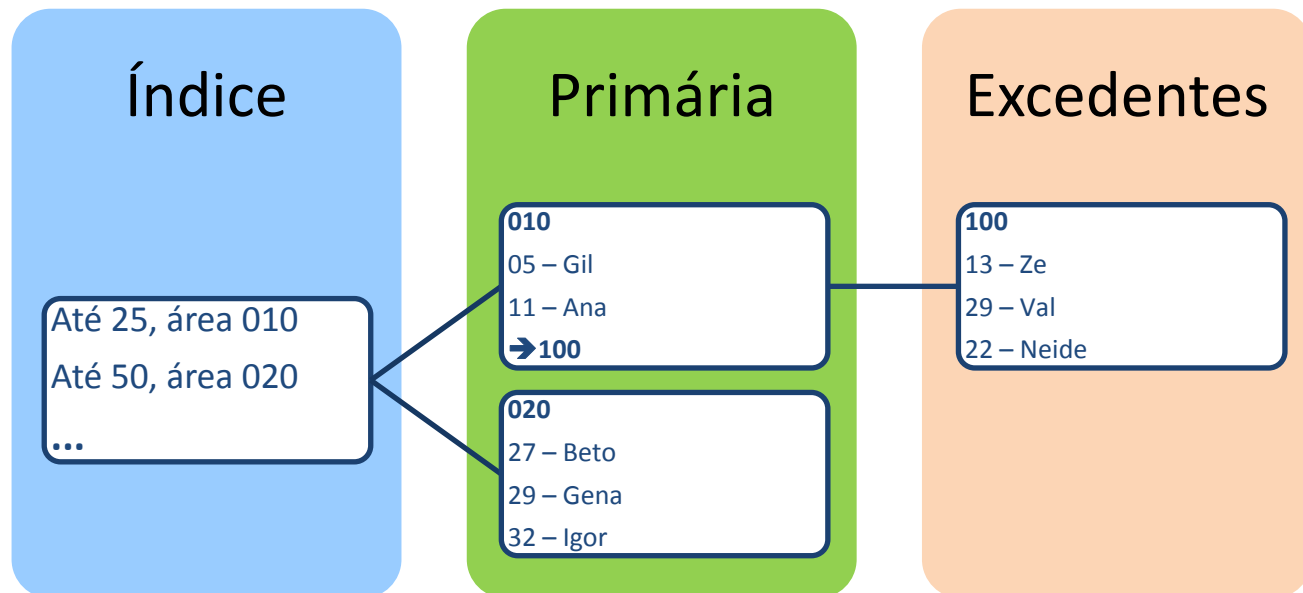 Índice
Até 25, área 010
Até 50, área 020
...
Primária
010
05 – Gil
11 – Ana
➔100
020
27 – Beto
29 – Gena
32 – Igor
Excedentes
100
13 – Ze
29 – Val
22 – Neide